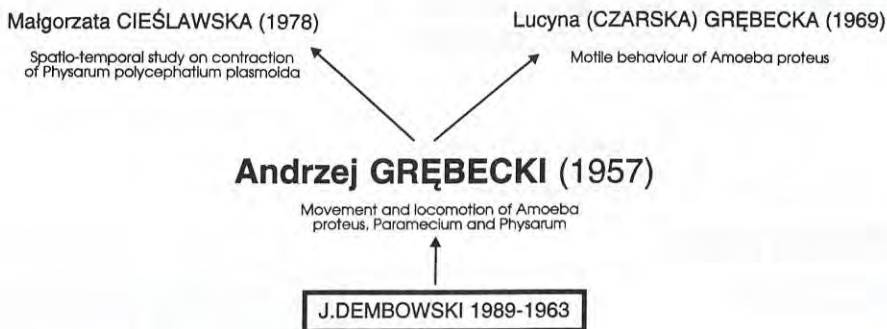 Małgorzata CIEŚLAWSKA (1978)
Spatio-temporal study on contraction
of Physarum polycephatium plasmoida
Lucyna (CZARSKA) GRĘBECKA (1969)
Motile behaviour of Amoeba proteus
Andrzej GRĘBECKI (1957)
Movement and locomotion of Amoeba
proteus, Paramecium and Physarum
J.DEMBOWSKI 1989-1963